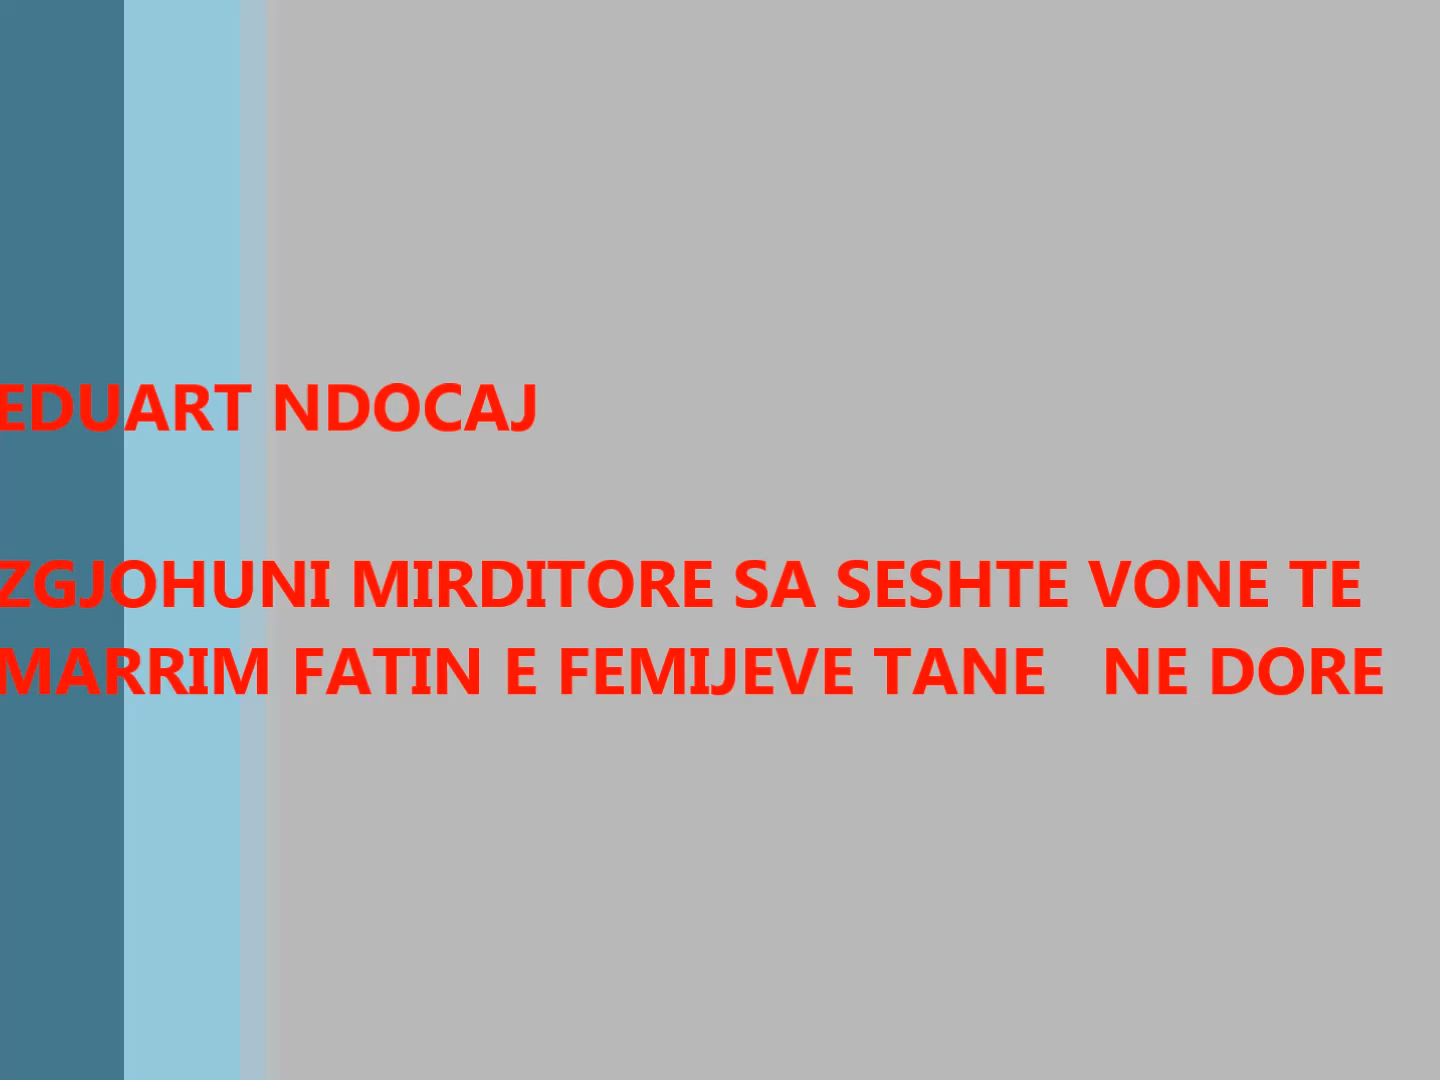 EDUART NDOCAJ
ZGJOHUNI MIRDITORE SA SESHTE VONE TE
MARRIM FATIN E FEMIJEVE TANE   NE DORE